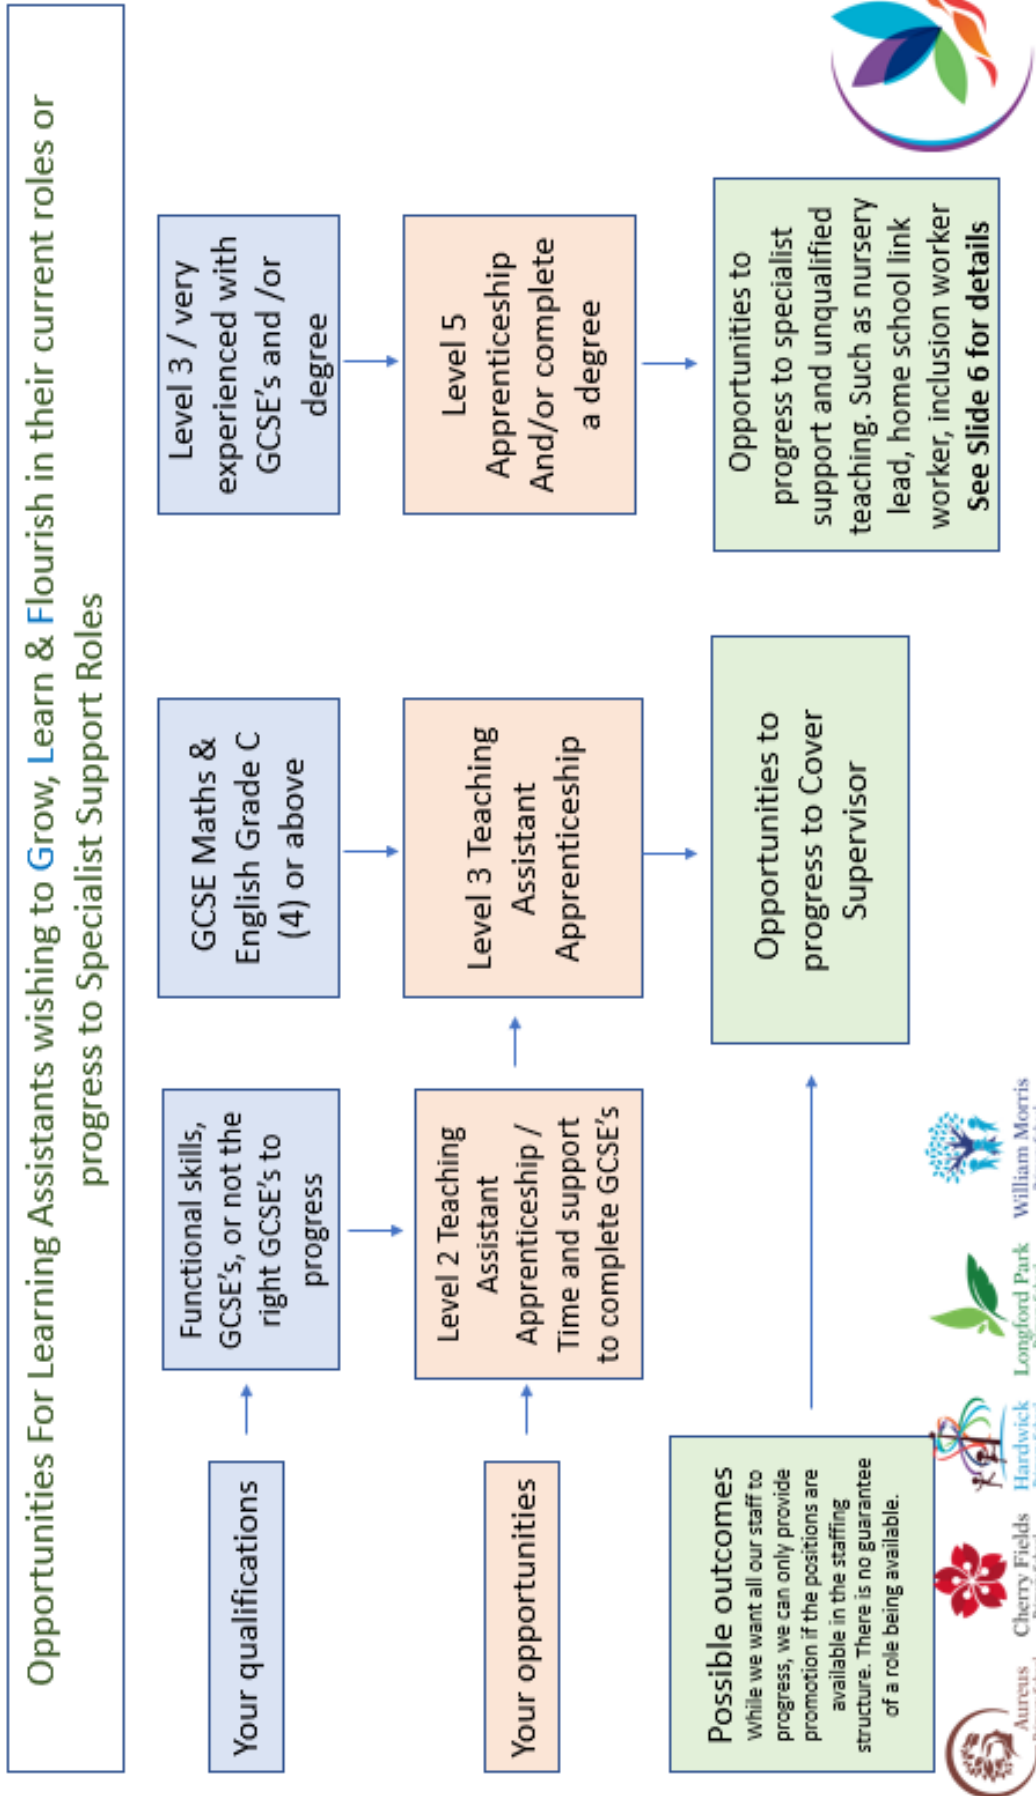 Opportunities For Learning Assistants wishing to Grow, Learn & Flourish in their current roles or
progress to Specialist Support Roles
Your qualifications
Functional skills,
GCSE's, or not the
right GCSE's to
progress
GCSE Maths &
English Grade C
(4) or above
Level 3 / very
experienced with
GCSE's and /or
degree
Your opportunities
Level 2 Teaching
Assistant
Apprenticeship /
Time and support
to complete GCSE's
Level 3 Teaching
Assistant
Apprenticeship
Level 5
Apprenticeship
And/or complete
a degree
Possible outcomes
While we want all our staff to
progress, we can only provide
promotion if the positions are
available in the staffing
structure. There is no guarantee
of a role being available.
Opportunities to
progress to Cover
Supervisor
Opportunities to
progress to specialist
support and unqualified
teaching. Such as nursery
lead, home school link
worker, inclusion worker
See Slide 6 for details
Aureus
Cherry Fields
Hardwick
Longford Park
William Morris